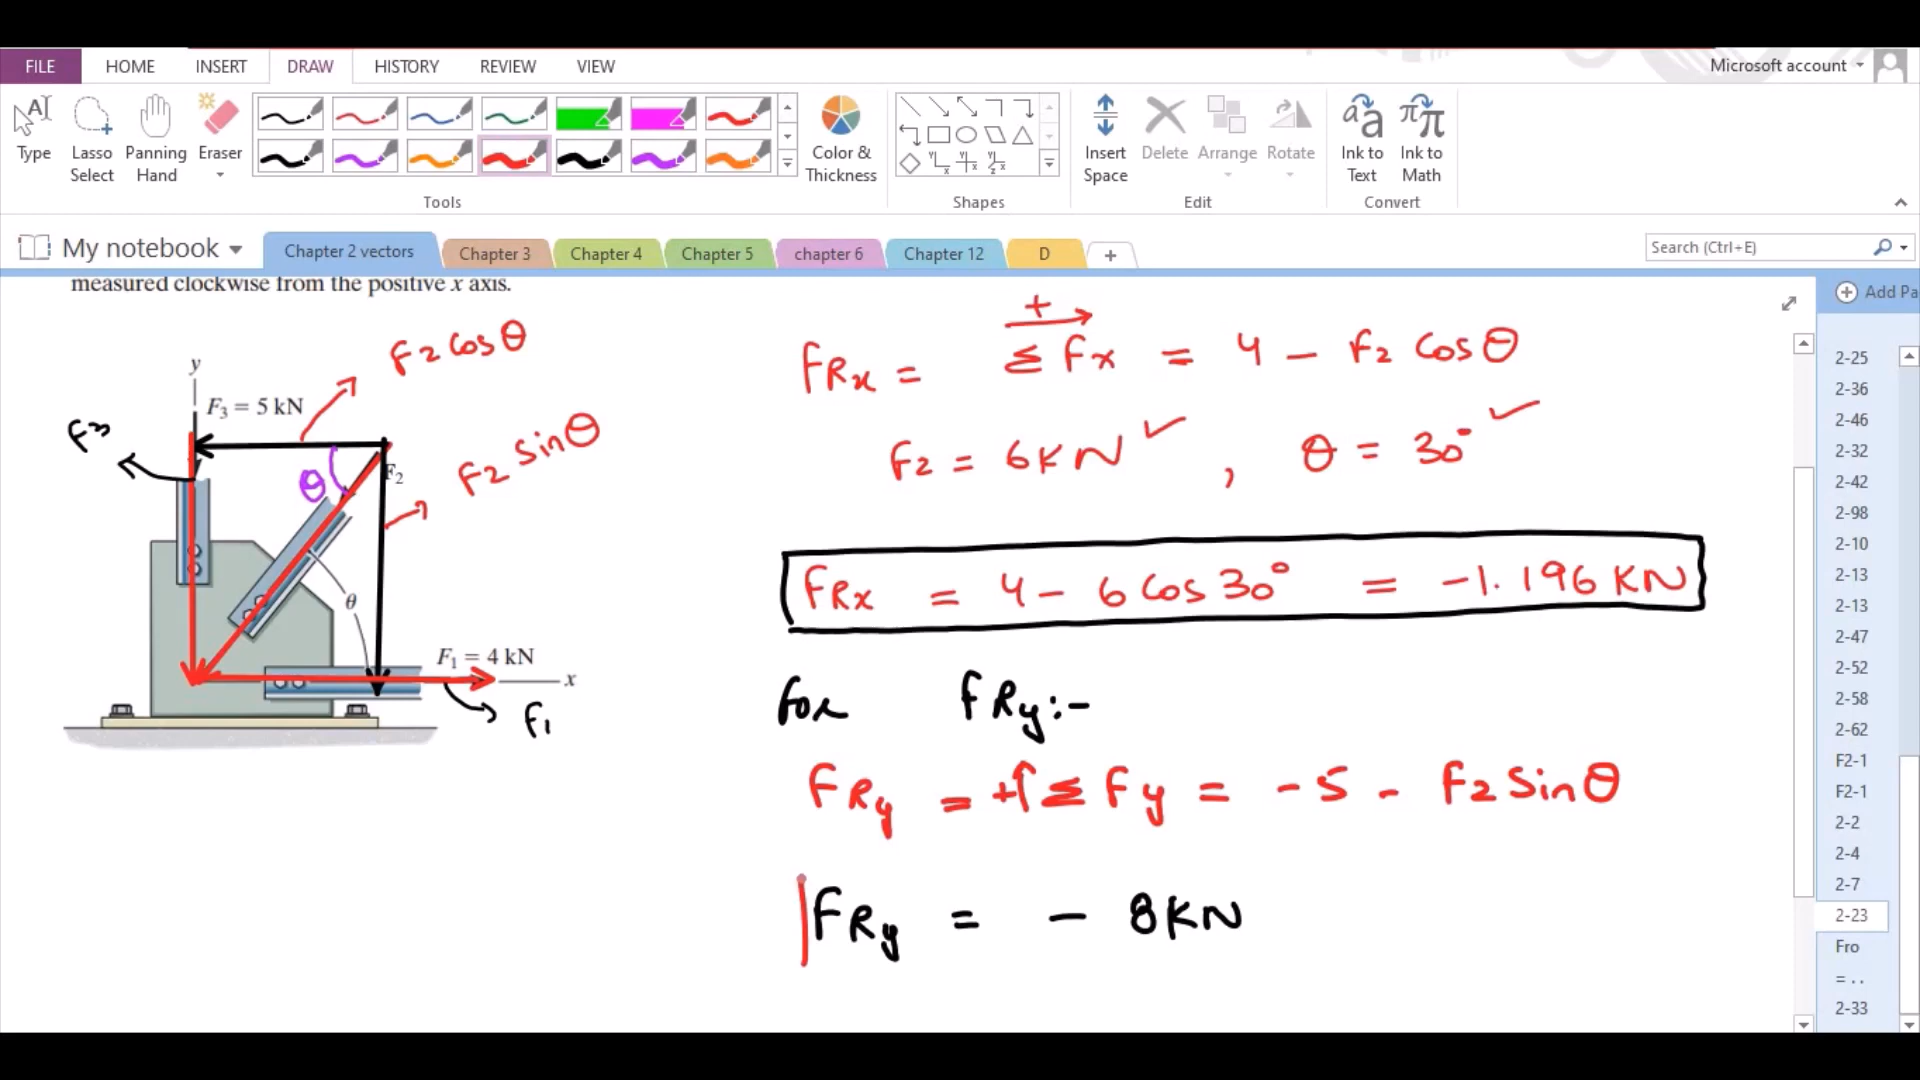 FILE HOME INSERT DRAW HISTORY REVIEW VIEW Microsoft account
Type Lasso Select Panning Hand Eraser Color & Thickness Insert Space Delete Arrange Rotate Ink to Text Ink to Math
Tools Shapes Edit Convert
My notebook Chapter 2 vectors Chapter 3 Chapter 4 Chapter 5 chapter 6 Chapter 12 D + Search (Ctrl+E)
measured clockwise from the positive x axis.
Add Pa
F2 cosθ
y
F₃ = 5 kN
F3
F2 sinθ
θ
F₂
θ
F₁ = 4 kN
x
F1
+
FRx = ≤ Fx = 4 - F2 cosθ
F2 = 6KN ✓ , θ = 30° ✓
FRx = 4 - 6 cos 30° = -1.196 KN
for FRy:-
FRy = +↑ ≤ Fy = -5 - F2 sinθ
FRy = - 8KN
2-25
2-36
2-46
2-32
2-42
2-98
2-10
2-13
2-13
2-47
2-52
2-58
2-62
F2-1
F2-1
2-2
2-4
2-7
2-23
Fro
= . .
2-33